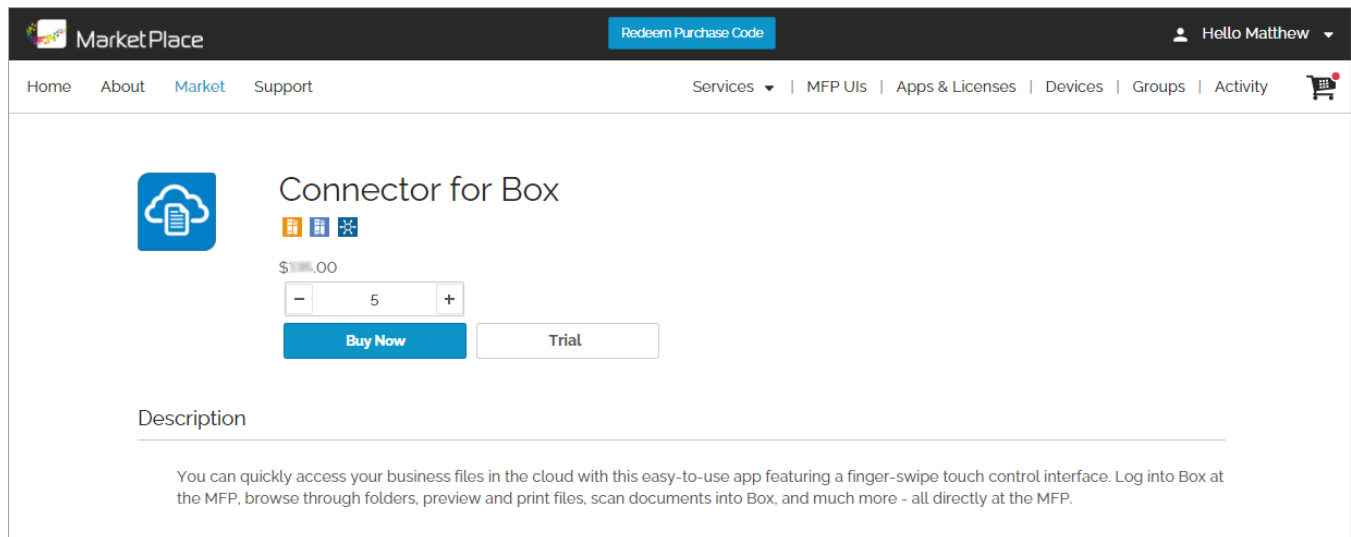 MarketPlace
Redeem Purchase Code
Hello Matthew
Home About Market Support Services | MFP UIs | Apps & Licenses | Devices | Groups | Activity
Connector for Box
$ .00
- 5 +
Buy Now Trial
Description
You can quickly access your business files in the cloud with this easy-to-use app featuring a finger-swipe touch control interface. Log into Box at
the MFP, browse through folders, preview and print files, scan documents into Box, and much more - all directly at the MFP.